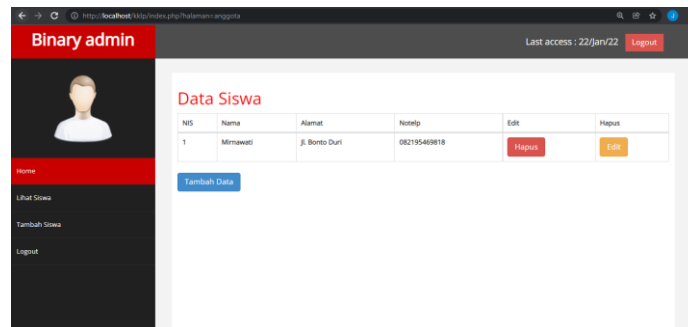 http://localhost/kklp/index.php?halaman=anggota
Binary admin
Last access : 22/Jan/22 Logout
Data Siswa
NIS Nama Alamat Notelp Edit Hapus
1 Mirnawati Jl. Bonto Duri 082195469818 Hapus Edit
Tambah Data
Home
Lihat Siswa
Tambah Siswa
Logout